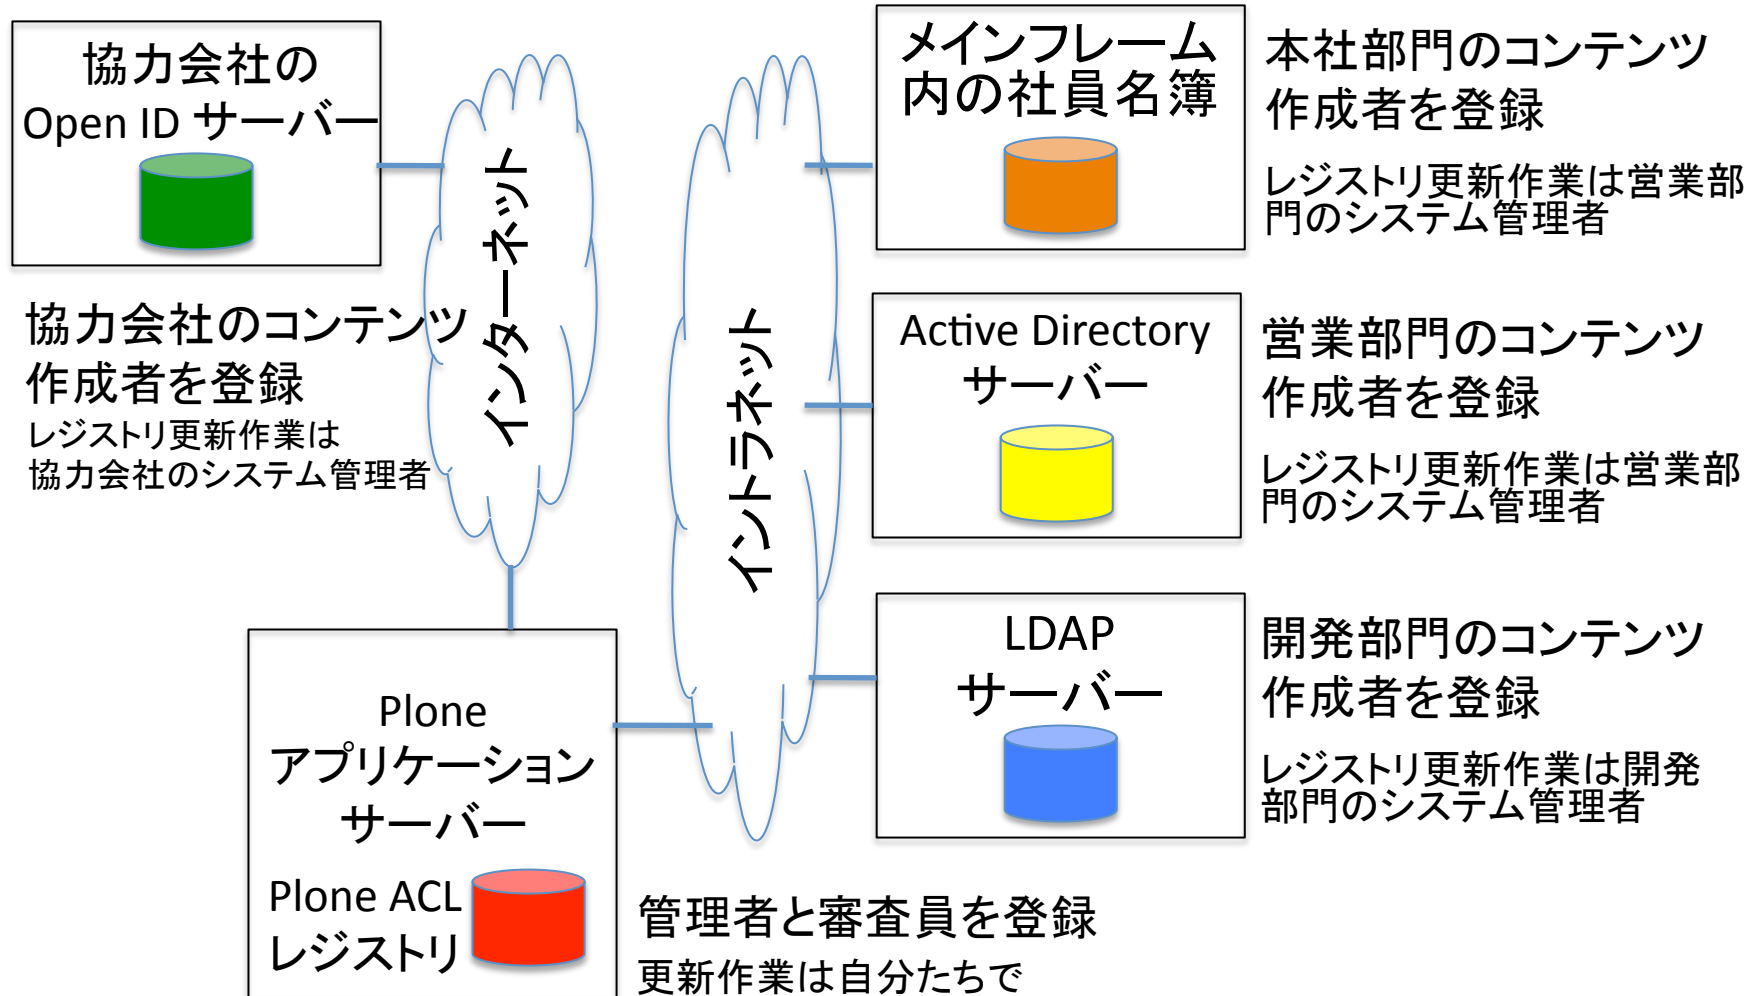 協力会社の
Open ID サーバー
協力会社のコンテンツ
作成者を登録
レジストリ更新作業は
協力会社のシステム管理者
インターネット
イントラネット
メインフレーム
内の社員名簿
本社部門のコンテンツ
作成者を登録
レジストリ更新作業は営業部
門のシステム管理者
Active Directory
サーバー
営業部門のコンテンツ
作成者を登録
レジストリ更新作業は営業部
門のシステム管理者
LDAP
サーバー
開発部門のコンテンツ
作成者を登録
レジストリ更新作業は開発
部門のシステム管理者
Plone
アプリケーション
サーバー
Plone ACL
レジストリ
管理者と審査員を登録
更新作業は自分たちで